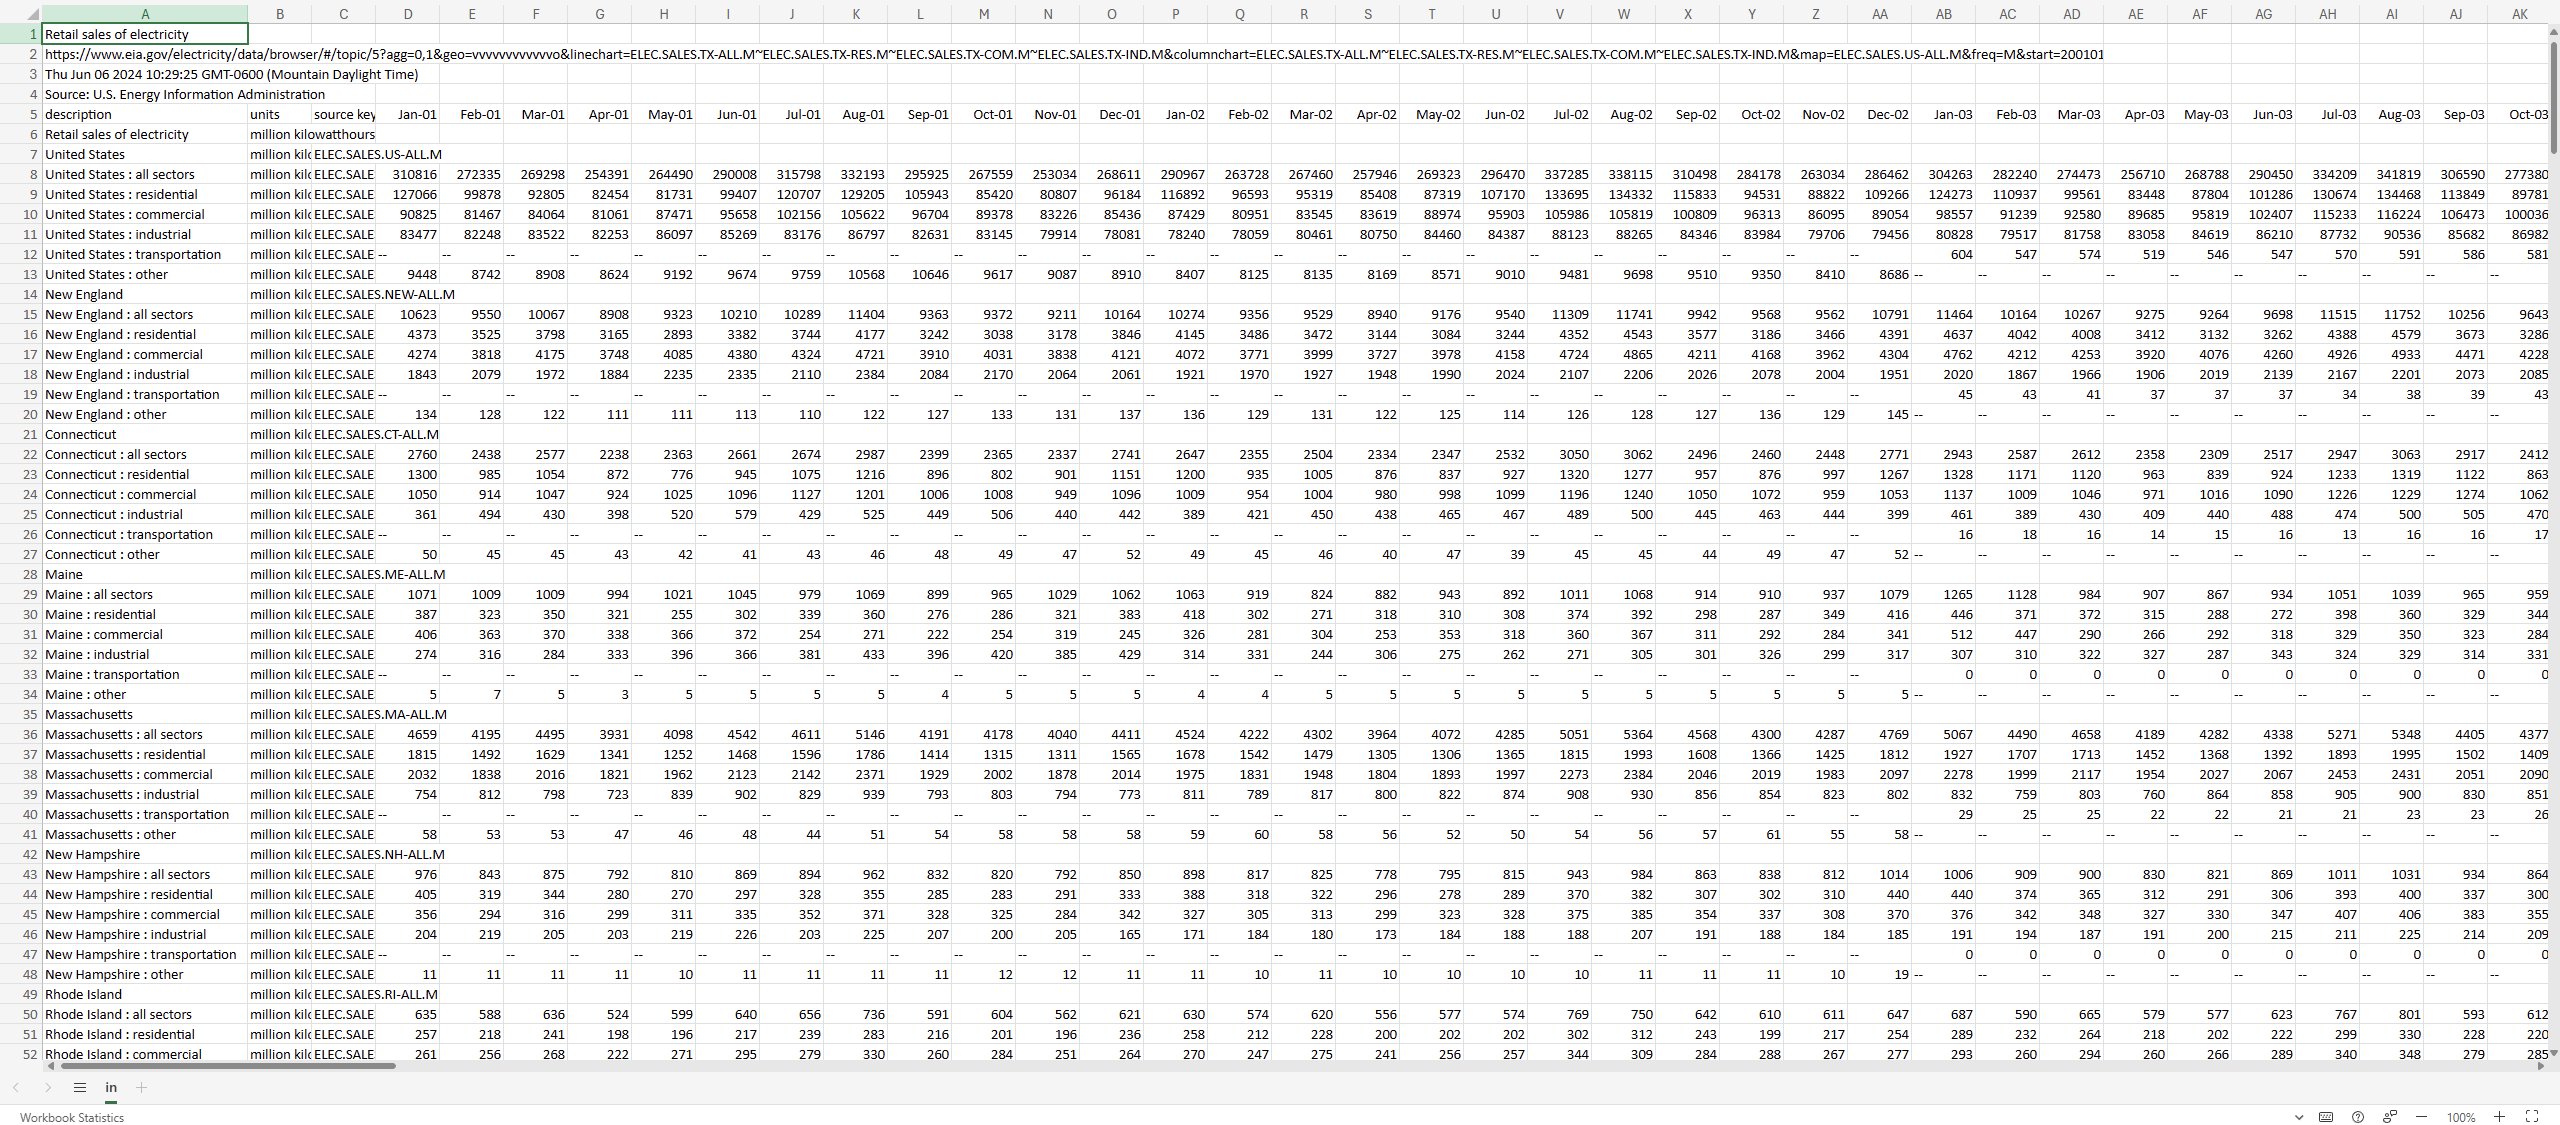 A B C D E F G H I J K L M N O P Q R S T U V W X Y Z AA AB AC AD AE AF AG AH AI AJ AK
1 Retail sales of electricity
2 https://www.eia.gov/electricity/data/browser/#/topic/5?agg=0,1&geo=vvvvvvvvvvvvo&linechart=ELEC.SALES.TX-ALL.M~ELEC.SALES.TX-RES.M~ELEC.SALES.TX-COM.M~ELEC.SALES.TX-IND.M&columnchart=ELEC.SALES.TX-ALL.M~ELEC.SALES.TX-RES.M~ELEC.SALES.TX-COM.M~ELEC.SALES.TX-IND.M&map=ELEC.SALES.US-ALL.M&freq=M&start=200101
3 Thu Jun 06 2024 10:29:25 GMT-0600 (Mountain Daylight Time)
4 Source: U.S. Energy Information Administration
5 description units source key Jan-01 Feb-01 Mar-01 Apr-01 May-01 Jun-01 Jul-01 Aug-01 Sep-01 Oct-01 Nov-01 Dec-01 Jan-02 Feb-02 Mar-02 Apr-02 May-02 Jun-02 Jul-02 Aug-02 Sep-02 Oct-02 Nov-02 Dec-02 Jan-03 Feb-03 Mar-03 Apr-03 May-03 Jun-03 Jul-03 Aug-03 Sep-03 Oct-03
6 Retail sales of electricity million kilowatthours
7 United States million kilo ELEC.SALES.US-ALL.M
8 United States : all sectors million kilo ELEC.SALE 310816 272335 269298 254391 264490 290008 315798 332193 295925 267559 253034 268611 290967 263728 267460 257946 269323 296470 337285 338115 310498 284178 263034 286462 304263 282240 274473 256710 268788 290450 334209 341819 306590 277380
9 United States : residential million kilo ELEC.SALE 127066 99878 92805 82454 81731 99407 120707 129205 105943 85420 80807 96184 116892 96593 95319 85408 87319 107170 133695 134332 115833 94531 88822 109266 124273 110937 99561 83448 87804 101286 130674 134468 113849 89781
10 United States : commercial million kilo ELEC.SALE 90825 81467 84064 81061 87471 95658 102156 105622 96704 89378 83226 85436 87429 80951 83545 83619 88974 95903 105986 105819 100809 96313 86095 89054 98557 91239 92580 89685 95819 102407 115233 116224 106473 100036
11 United States : industrial million kilo ELEC.SALE 83477 82248 83522 82253 86097 85269 83176 86797 82631 83145 79914 78081 78240 78059 80461 80750 84460 84387 88123 88265 84346 83984 79706 79456 80828 79517 81758 83058 84619 86210 87732 90536 85682 86982
12 United States : transportation million kilo ELEC.SALE -- -- -- -- -- -- -- -- -- -- -- -- -- -- -- -- -- -- -- -- -- -- -- -- 604 547 574 519 546 547 570 591 586 581
13 United States : other million kilo ELEC.SALE 9448 8742 8908 8624 9192 9674 9759 10568 10646 9617 9087 8910 8407 8125 8135 8169 8571 9010 9481 9698 9510 9350 8410 8686 -- -- -- -- -- -- -- -- -- --
14 New England million kilo ELEC.SALES.NEW-ALL.M
15 New England : all sectors million kilo ELEC.SALE 10623 9550 10067 8908 9323 10210 10289 11404 9363 9372 9211 10164 10274 9356 9529 8940 9176 9540 11309 11741 9942 9568 9562 10791 11464 10164 10267 9275 9264 9698 11515 11752 10256 9643
16 New England : residential million kilo ELEC.SALE 4373 3525 3798 3165 2893 3382 3744 4177 3242 3038 3178 3846 4145 3486 3472 3144 3084 3244 4352 4543 3577 3186 3466 4391 4637 4042 4008 3412 3132 3262 4388 4579 3673 3286
17 New England : commercial million kilo ELEC.SALE 4274 3818 4175 3748 4085 4380 4324 4721 3910 4031 3838 4121 4072 3771 3999 3727 3978 4158 4724 4865 4211 4168 3962 4304 4762 4212 4253 3920 4076 4260 4926 4933 4471 4228
18 New England : industrial million kilo ELEC.SALE 1843 2079 1972 1884 2235 2335 2110 2384 2084 2170 2064 2061 1921 1970 1927 1948 1990 2024 2107 2206 2026 2078 2004 1951 2020 1867 1966 1906 2019 2139 2167 2201 2073 2085
19 New England : transportation million kilo ELEC.SALE -- -- -- -- -- -- -- -- -- -- -- -- -- -- -- -- -- -- -- -- -- -- -- -- 45 43 41 37 37 37 34 38 39 43
20 New England : other million kilo ELEC.SALE 134 128 122 111 111 113 110 122 127 133 131 137 136 129 131 122 125 114 126 128 127 136 129 145 -- -- -- -- -- -- -- -- -- --
21 Connecticut million kilo ELEC.SALES.CT-ALL.M
22 Connecticut : all sectors million kilo ELEC.SALE 2760 2438 2577 2238 2363 2661 2674 2987 2399 2365 2337 2741 2647 2355 2504 2334 2347 2532 3050 3062 2496 2460 2448 2771 2943 2587 2612 2358 2309 2517 2947 3063 2917 2412
23 Connecticut : residential million kilo ELEC.SALE 1300 985 1054 872 776 945 1075 1216 896 802 901 1151 1200 935 1005 876 837 927 1320 1277 957 876 997 1267 1328 1171 1120 963 839 924 1233 1319 1122 863
24 Connecticut : commercial million kilo ELEC.SALE 1050 914 1047 924 1025 1096 1127 1201 1006 1008 949 1096 1009 954 1004 980 998 1099 1196 1240 1050 1072 959 1053 1137 1009 1046 971 1016 1090 1226 1229 1274 1062
25 Connecticut : industrial million kilo ELEC.SALE 361 494 430 398 520 579 429 525 449 506 440 442 389 421 450 438 465 467 489 500 445 463 444 399 461 389 430 409 440 488 474 500 505 470
26 Connecticut : transportation million kilo ELEC.SALE -- -- -- -- -- -- -- -- -- -- -- -- -- -- -- -- -- -- -- -- -- -- -- -- 16 18 16 14 15 16 13 16 16 17
27 Connecticut : other million kilo ELEC.SALE 50 45 45 43 42 41 43 46 48 49 47 52 49 45 46 40 47 39 45 45 44 49 47 52 -- -- -- -- -- -- -- -- -- --
28 Maine million kilo ELEC.SALES.ME-ALL.M
29 Maine : all sectors million kilo ELEC.SALE 1071 1009 1009 994 1021 1045 979 1069 899 965 1029 1062 1063 919 824 882 943 892 1011 1068 914 910 937 1079 1265 1128 984 907 867 934 1051 1039 965 959
30 Maine : residential million kilo ELEC.SALE 387 323 350 321 255 302 339 360 276 286 321 383 418 302 271 318 310 308 374 392 298 287 349 416 446 371 372 315 288 272 398 360 329 344
31 Maine : commercial million kilo ELEC.SALE 406 363 370 338 366 372 254 271 222 254 319 245 326 281 304 253 353 318 360 367 311 292 284 341 512 447 290 266 292 318 329 350 323 284
32 Maine : industrial million kilo ELEC.SALE 274 316 284 333 396 366 381 433 396 420 385 429 314 331 244 306 275 262 271 305 301 326 299 317 307 310 322 327 287 343 324 329 314 331
33 Maine : transportation million kilo ELEC.SALE -- -- -- -- -- -- -- -- -- -- -- -- -- -- -- -- -- -- -- -- -- -- -- -- 0 0 0 0 0 0 0 0 0 0
34 Maine : other million kilo ELEC.SALE 5 7 5 3 5 5 5 5 4 5 5 5 4 4 5 5 5 5 5 5 5 5 5 5 -- -- -- -- -- -- -- -- -- --
35 Massachusetts million kilo ELEC.SALES.MA-ALL.M
36 Massachusetts : all sectors million kilo ELEC.SALE 4659 4195 4495 3931 4098 4542 4611 5146 4191 4178 4040 4411 4524 4222 4302 3964 4072 4285 5051 5364 4568 4300 4287 4769 5067 4490 4658 4189 4282 4338 5271 5348 4405 4377
37 Massachusetts : residential million kilo ELEC.SALE 1815 1492 1629 1341 1252 1468 1596 1786 1414 1315 1311 1565 1678 1542 1479 1305 1306 1365 1815 1993 1608 1366 1425 1812 1927 1707 1713 1452 1368 1392 1893 1995 1502 1409
38 Massachusetts : commercial million kilo ELEC.SALE 2032 1838 2016 1821 1962 2123 2142 2371 1929 2002 1878 2014 1975 1831 1948 1804 1893 1997 2273 2384 2046 2019 1983 2097 2278 1999 2117 1954 2027 2067 2453 2431 2051 2090
39 Massachusetts : industrial million kilo ELEC.SALE 754 812 798 723 839 902 829 939 793 803 794 773 811 789 817 800 822 874 908 930 856 854 823 802 832 759 803 760 864 858 905 900 830 851
40 Massachusetts : transportation million kilo ELEC.SALE -- -- -- -- -- -- -- -- -- -- -- -- -- -- -- -- -- -- -- -- -- -- -- -- 29 25 25 22 22 21 21 23 23 26
41 Massachusetts : other million kilo ELEC.SALE 58 53 53 47 46 48 44 51 54 58 58 58 59 60 58 56 52 50 54 56 57 61 55 58 -- -- -- -- -- -- -- -- -- --
42 New Hampshire million kilo ELEC.SALES.NH-ALL.M
43 New Hampshire : all sectors million kilo ELEC.SALE 976 843 875 792 810 869 894 962 832 820 792 850 898 817 825 778 795 815 943 984 863 838 812 1014 1006 909 900 830 821 869 1011 1031 934 864
44 New Hampshire : residential million kilo ELEC.SALE 405 319 344 280 270 297 328 355 285 283 291 333 388 318 322 296 278 289 370 382 307 302 310 440 440 374 365 312 291 306 393 400 337 300
45 New Hampshire : commercial million kilo ELEC.SALE 356 294 316 299 311 335 352 371 328 325 284 342 327 305 313 299 323 328 375 385 354 337 308 370 376 342 348 327 330 347 407 406 383 355
46 New Hampshire : industrial million kilo ELEC.SALE 204 219 205 203 219 226 203 225 207 200 205 165 171 184 180 173 184 188 188 207 191 188 184 185 191 194 187 191 200 215 211 225 214 209
47 New Hampshire : transportation million kilo ELEC.SALE -- -- -- -- -- -- -- -- -- -- -- -- -- -- -- -- -- -- -- -- -- -- -- -- 0 0 0 0 0 0 0 0 0 0
48 New Hampshire : other million kilo ELEC.SALE 11 11 11 11 10 11 11 11 11 12 12 11 11 10 11 10 10 10 10 11 11 11 10 19 -- -- -- -- -- -- -- -- -- --
49 Rhode Island million kilo ELEC.SALES.RI-ALL.M
50 Rhode Island : all sectors million kilo ELEC.SALE 635 588 636 524 599 640 656 736 591 604 562 621 630 574 620 556 577 574 769 750 642 610 611 647 687 590 665 579 577 623 767 801 593 612
51 Rhode Island : residential million kilo ELEC.SALE 257 218 241 198 196 217 239 283 216 201 196 236 258 212 228 200 202 202 302 312 243 199 217 254 289 232 264 218 202 222 299 330 228 220
52 Rhode Island : commercial million kilo ELEC.SALE 261 256 268 222 271 295 279 330 260 284 251 264 270 247 275 241 256 257 344 309 284 288 267 277 293 260 294 260 266 289 340 348 279 285
in
Workbook Statistics
100%